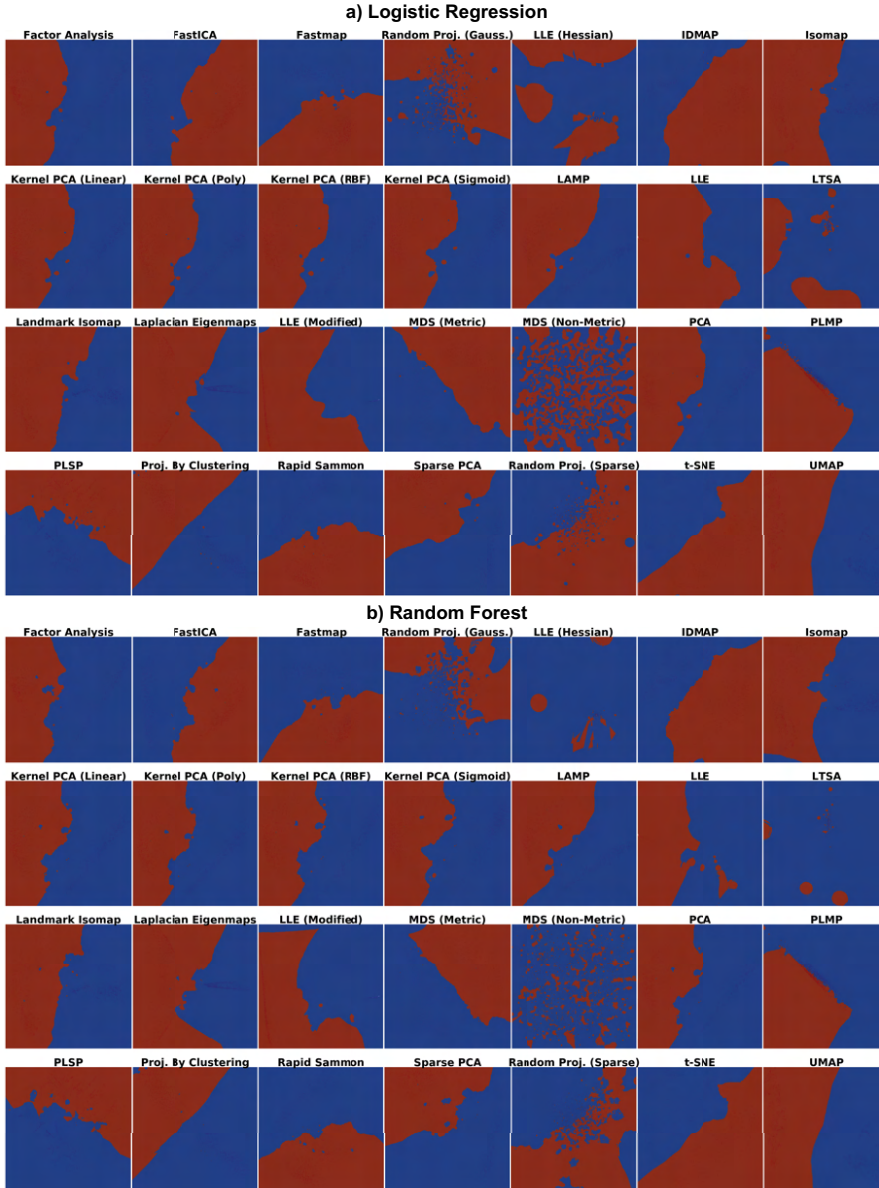 a) Logistic Regression
Factor Analysis FastICA Fastmap Random Proj. (Gauss.) LLE (Hessian) IDMAP Isomap
Kernel PCA (Linear) Kernel PCA (Poly) Kernel PCA (RBF) Kernel PCA (Sigmoid) LAMP LLE LTSA
Landmark Isomap Laplacian Eigenmaps LLE (Modified) MDS (Metric) MDS (Non-Metric) PCA PLMP
PLSP Proj. By Clustering Rapid Sammon Sparse PCA Random Proj. (Sparse) t-SNE UMAP
b) Random Forest
Factor Analysis FastICA Fastmap Random Proj. (Gauss.) LLE (Hessian) IDMAP Isomap
Kernel PCA (Linear) Kernel PCA (Poly) Kernel PCA (RBF) Kernel PCA (Sigmoid) LAMP LLE LTSA
Landmark Isomap Laplacian Eigenmaps LLE (Modified) MDS (Metric) MDS (Non-Metric) PCA PLMP
PLSP Proj. By Clustering Rapid Sammon Sparse PCA Random Proj. (Sparse) t-SNE UMAP